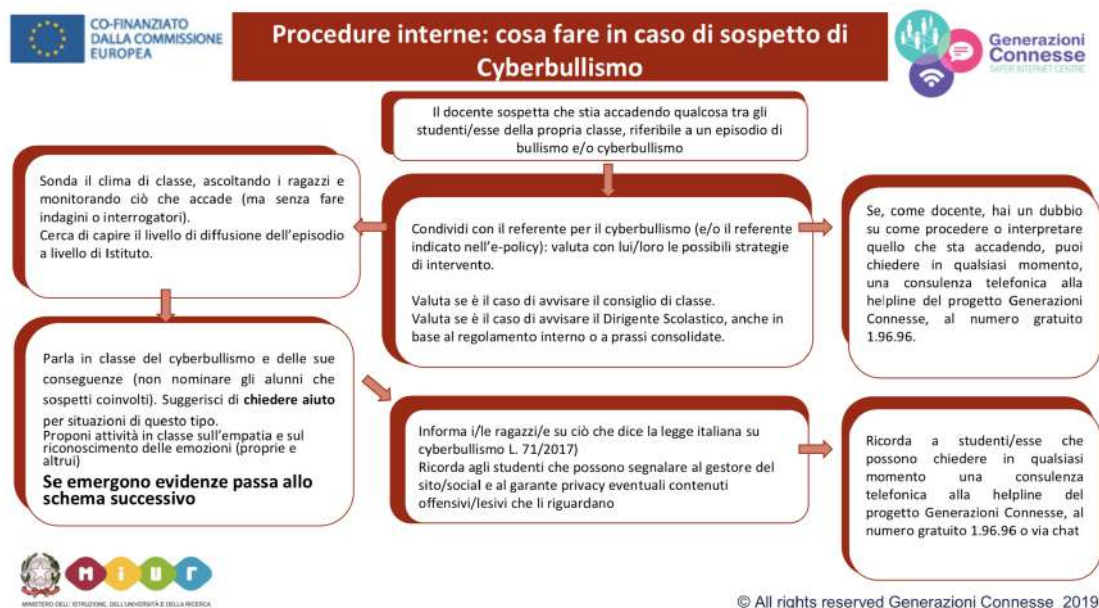 CO-FINANZIATO
DALLA COMMISSIONE
EUROPEA
Procedure interne: cosa fare in caso di sospetto di
Cyberbullismo
Generazioni
Connesse
SAFER INTERNET CENTRE
Il docente sospetta che stia accadendo qualcosa tra gli
studenti/esse della propria classe, riferibile a un episodio di
bullismo e/o cyberbullismo
Sonda il clima di classe, ascoltando i ragazzi e
monitorando ciò che accade (ma senza fare
indagini o interrogatori).
Cerca di capire il livello di diffusione dell'episodio
a livello di Istituto.
Condividi con il referente per il cyberbullismo (e/o il referente
indicato nell'e-policy): valuta con lui/loro le possibili strategie
di intervento.
Valuta se è il caso di avvisare il consiglio di classe.
Valuta se è il caso di avvisare il Dirigente Scolastico, anche in
base al regolamento interno o a prassi consolidate.
Se, come docente, hai un dubbio
su come procedere o interpretare
quello che sta accadendo, puoi
chiedere in qualsiasi momento,
una consulenza telefonica alla
helpline del progetto Generazioni
Connesse, al numero gratuito
1.96.96.
Parla in classe del cyberbullismo e delle sue
conseguenze (non nominare gli alunni che
sospetti coinvolti). Suggerisci di chiedere aiuto
per situazioni di questo tipo.
Proponi attività in classe sull'empatia e sul
riconoscimento delle emozioni (proprie e
altrui)
Se emergono evidenze passa allo
schema successivo
Informa i/le ragazzi/e su ciò che dice la legge italiana su
cyberbullismo L. 71/2017)
Ricorda agli studenti che possono segnalare al gestore del
sito/social e al garante privacy eventuali contenuti
offensivi/lesivi che li riguardano
Ricorda a studenti/esse che
possono chiedere in qualsiasi
momento una consulenza
telefonica alla helpline del
progetto Generazioni Connesse, al
numero gratuito 1.96.96 o via chat
miur
MINISTERO DELL'ISTRUZIONE, DELL'UNIVERSITÀ E DELLA RICERCA
© All rights reserved Generazioni Connesse 2019